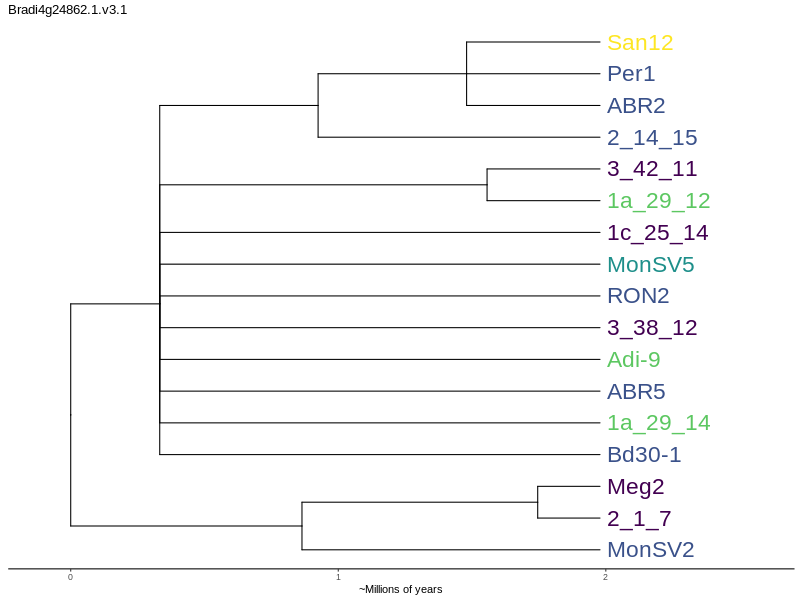 Bradi4g24862.1.v3.1
San12
Per1
ABR2
2_14_15
3_42_11
1a_29_12
1c_25_14
MonSV5
RON2
3_38_12
Adi-9
ABR5
1a_29_14
Bd30-1
Meg2
2_1_7
MonSV2
0 1 2
~Millions of years